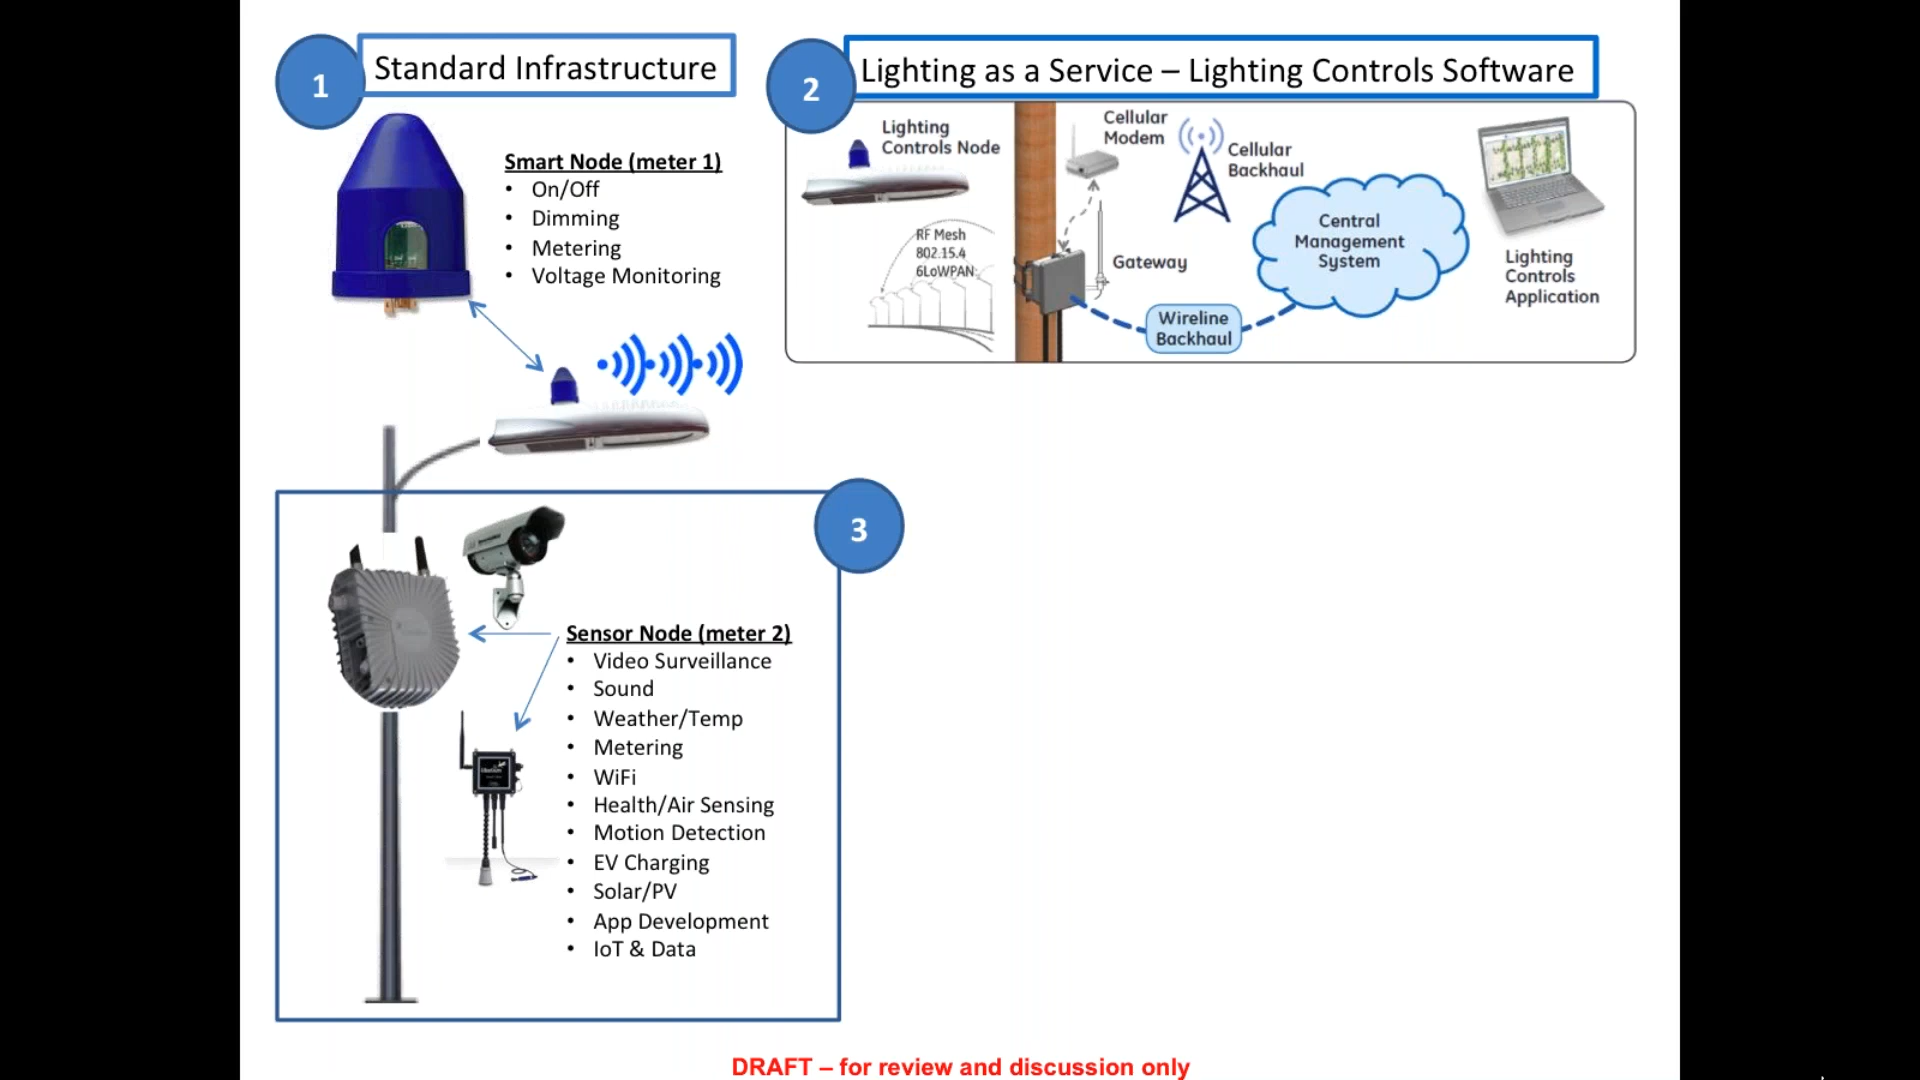 1
Standard Infrastructure
2
Lighting as a Service – Lighting Controls Software
Smart Node (meter 1)
• On/Off
• Dimming
• Metering
• Voltage Monitoring
Lighting
Controls Node
RF Mesh
802.15.4
6LoWPAN
Cellular
Modem
Cellular
Backhaul
Gateway
Wireline
Backhaul
Central
Management
System
Lighting
Controls
Application
3
Sensor Node (meter 2)
• Video Surveillance
• Sound
• Weather/Temp
• Metering
• WiFi
• Health/Air Sensing
• Motion Detection
• EV Charging
• Solar/PV
• App Development
• IoT & Data
DRAFT – for review and discussion only